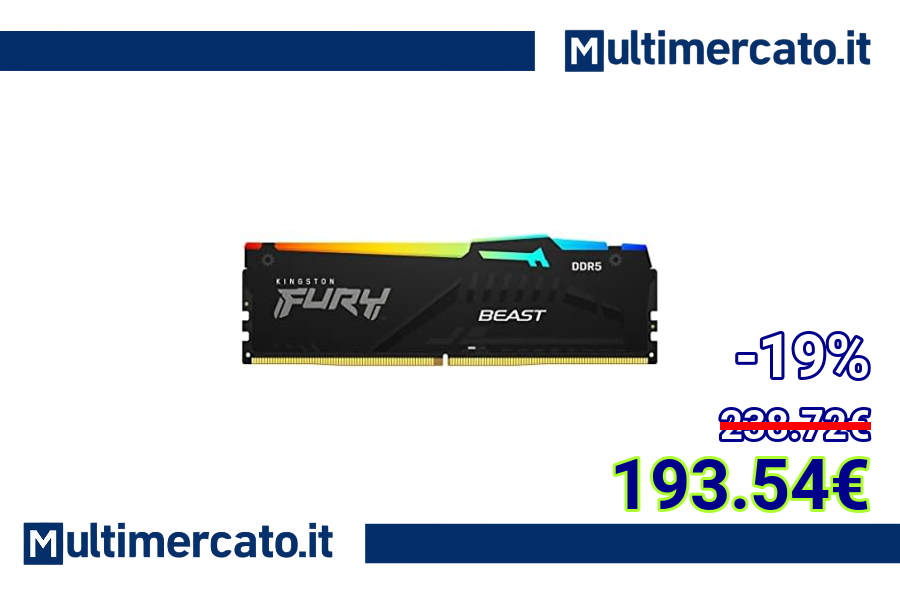 Multimercato.it
KINGSTON
FURY
DDR5
BEAST
-19%
238.72€
193.54€
Multimercato.it